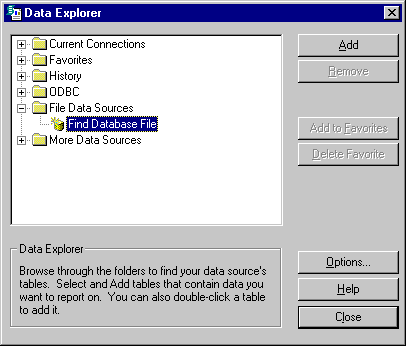 Data Explorer
Current Connections
Favorites
History
ODBC
File Data Sources
Find Database File
More Data Sources
Add
Remove
Add to Favorites
Delete Favorite
Data Explorer
Browse through the folders to find your data source's
tables. Select and Add tables that contain data you
want to report on. You can also double-click a table
to add it.
Options...
Help
Close